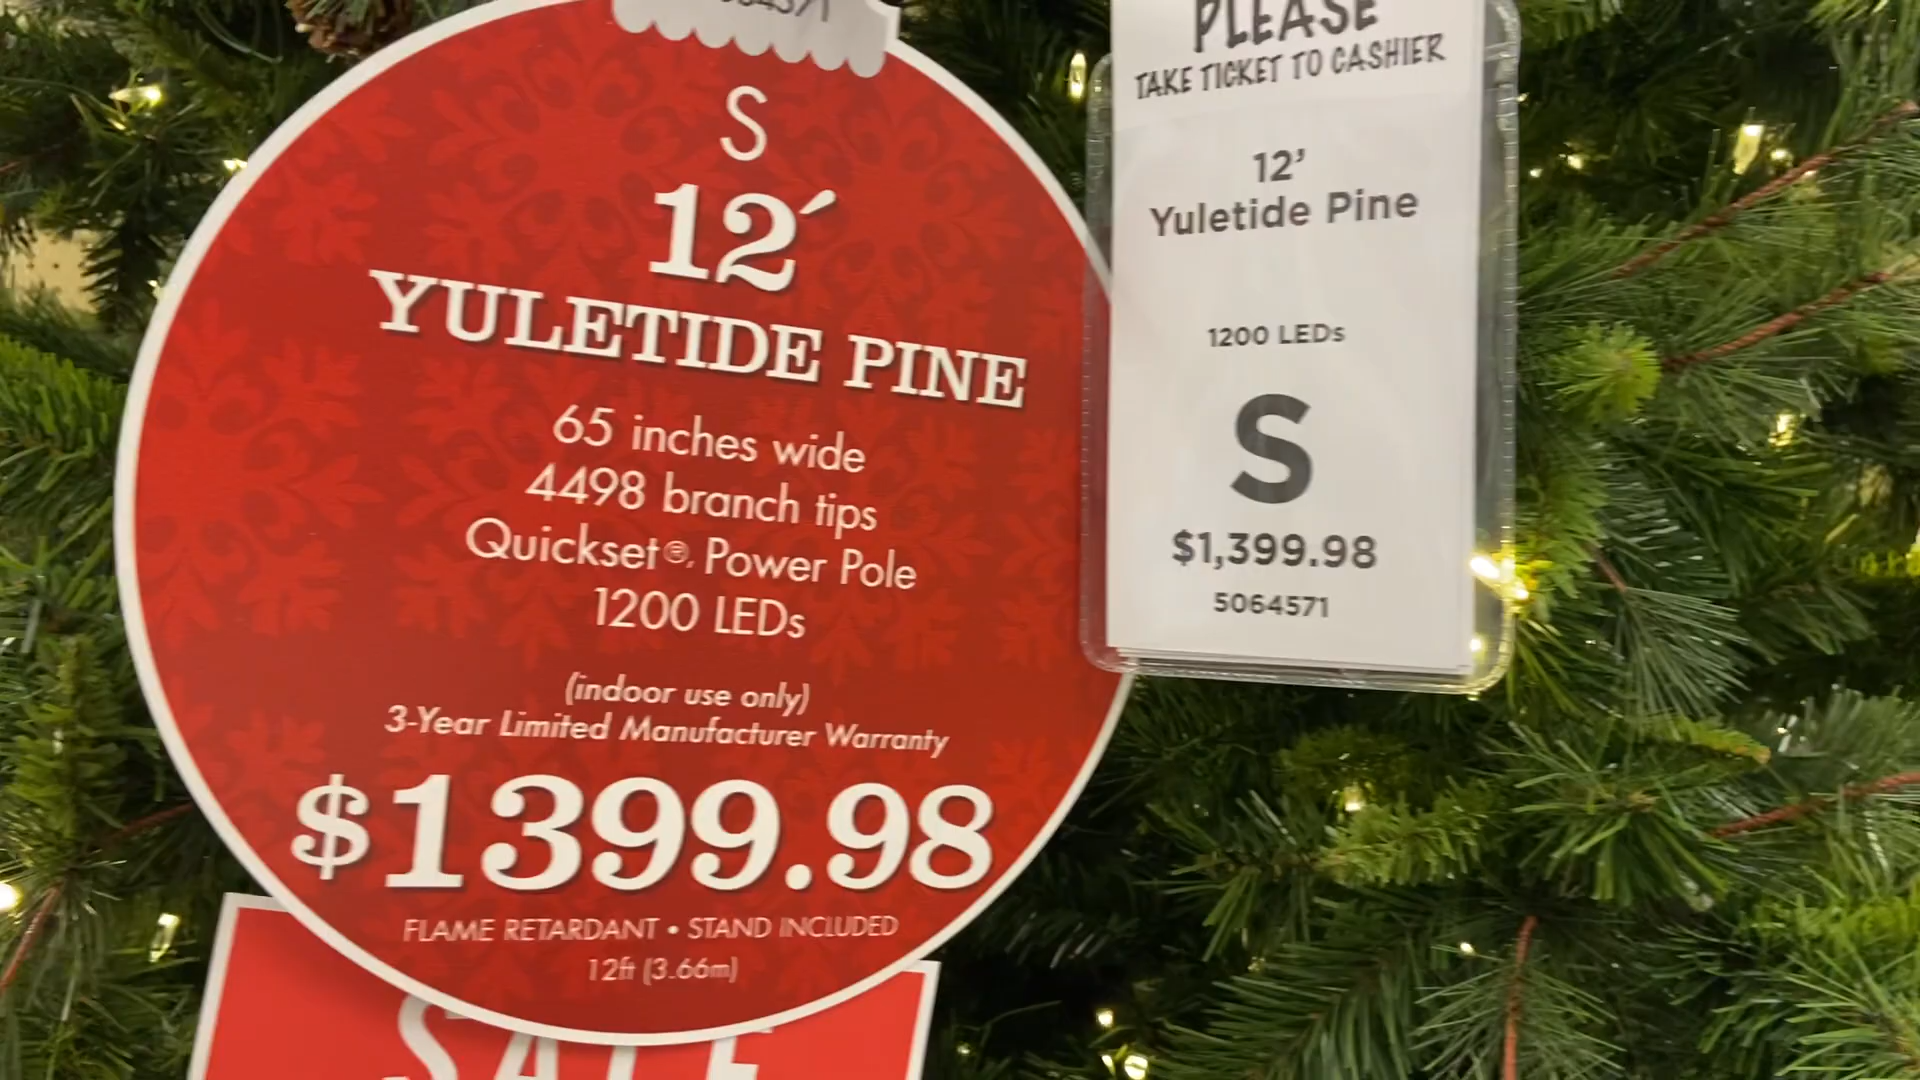 S
12´
YULETIDE PINE
65 inches wide
4498 branch tips
Quickset®, Power Pole
1200 LEDs
(indoor use only)
3-Year Limited Manufacturer Warranty
$1399.98
FLAME RETARDANT • STAND INCLUDED
12ft (3.66m)
SALE
PLEASE
TAKE TICKET TO CASHIER
12’
Yuletide Pine
1200 LEDs
S
$1,399.98
5064571